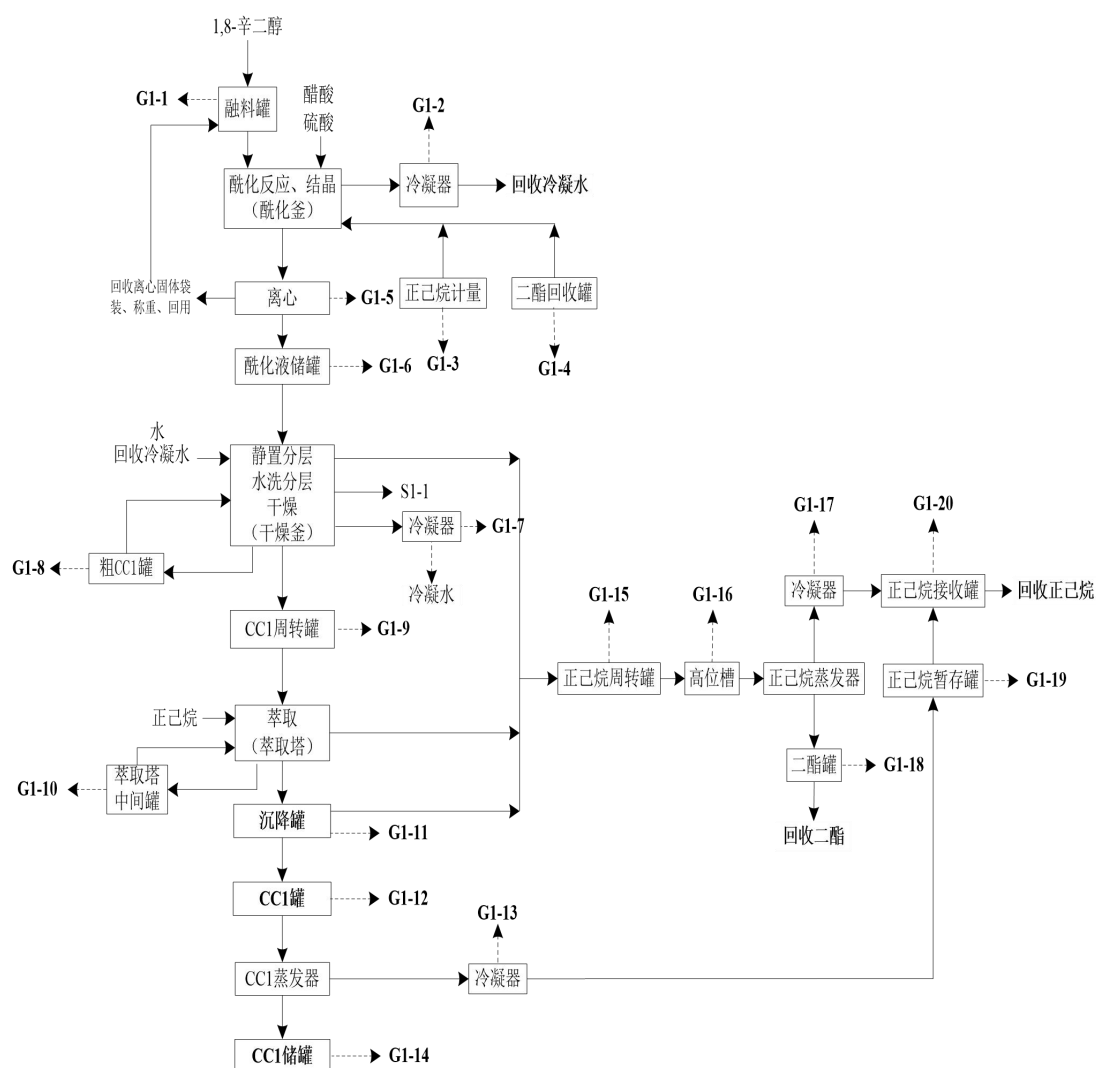 1,8-辛二醇
G1-1
融料罐
醋酸
硫酸
G1-2
酰化反应、结晶
（酰化釜）
冷凝器
回收冷凝水
回收离心固体袋
装、称重、回用
离心
G1-5
正己烷计量
二酯回收罐
G1-3
G1-4
酰化液储罐
G1-6
水
回收冷凝水
静置分层
水洗分层
干燥
（干燥釜）
S1-1
冷凝器
G1-7
冷凝水
G1-8
粗CC1罐
CC1周转罐
G1-9
正己烷
萃取
（萃取塔）
G1-10
萃取塔
中间罐
沉降罐
G1-11
CC1罐
G1-12
G1-13
CC1蒸发器
冷凝器
CC1储罐
G1-14
G1-15
G1-16
正己烷周转罐
高位槽
正己烷蒸发器
G1-17
G1-20
冷凝器
正己烷接收罐
回收正己烷
正己烷暂存罐
G1-19
二酯罐
G1-18
回收二酯